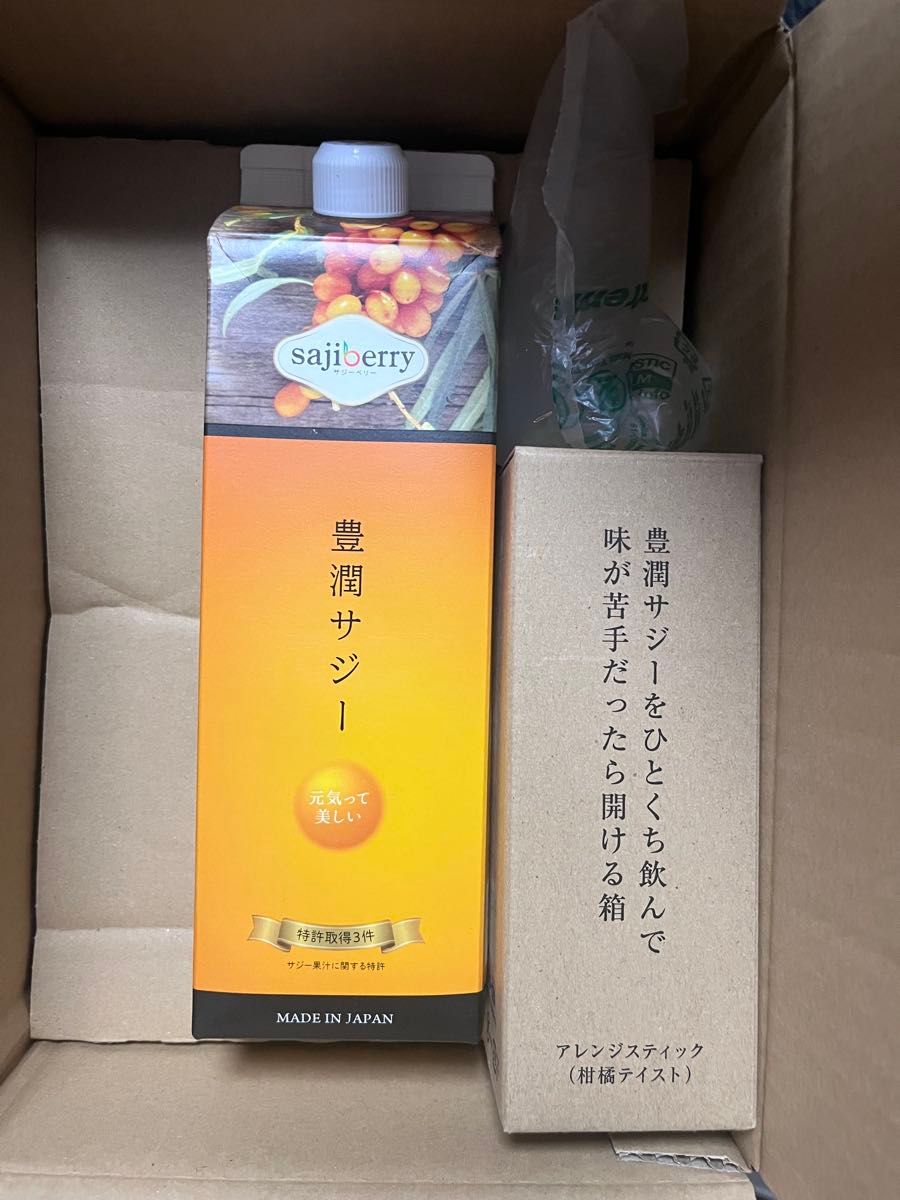 sajiberry
サジーベリー
豊潤サジー
元気って
美しい
特許取得3件
サジー果汁に関する特許
MADE IN JAPAN
豊潤サジーをひとくち飲んで
味が苦手だったら開ける箱
アレンジスティック
（柑橘テイスト）